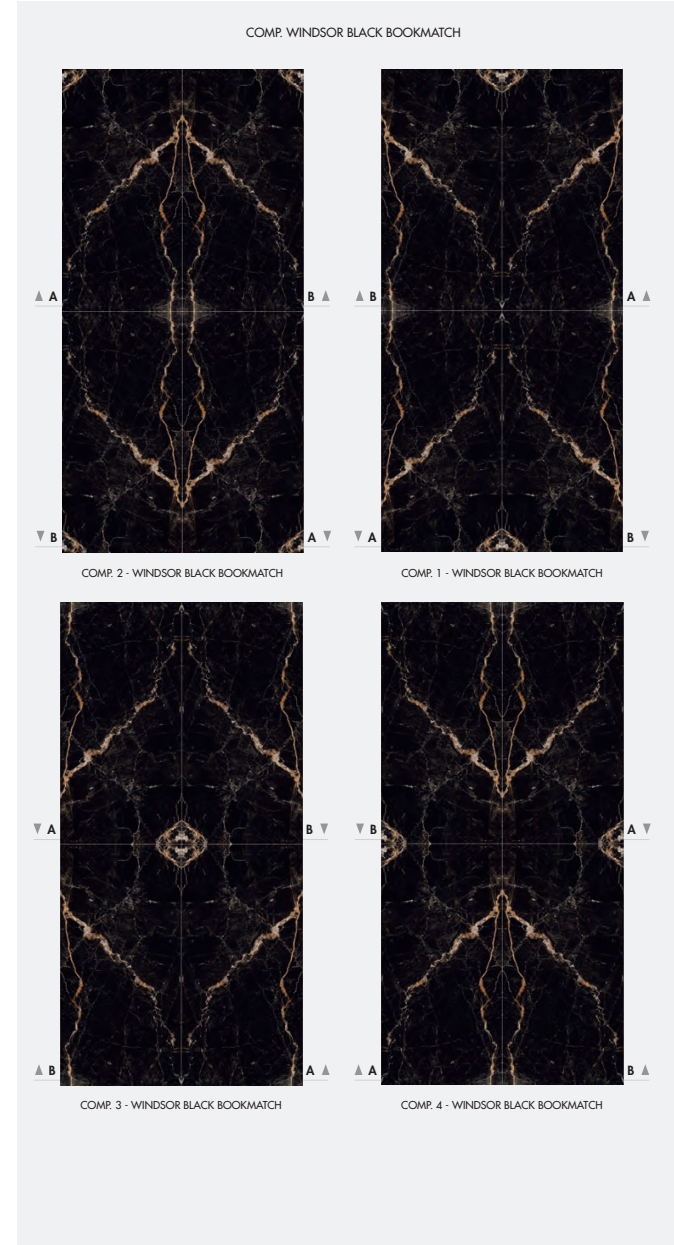 COMP. WINDSOR BLACK BOOKMATCH
A B
B A
B A
A B
COMP. 2 - WINDSOR BLACK BOOKMATCH
COMP. 1 - WINDSOR BLACK BOOKMATCH
A B
B A
B A
A B
COMP. 3 - WINDSOR BLACK BOOKMATCH
COMP. 4 - WINDSOR BLACK BOOKMATCH